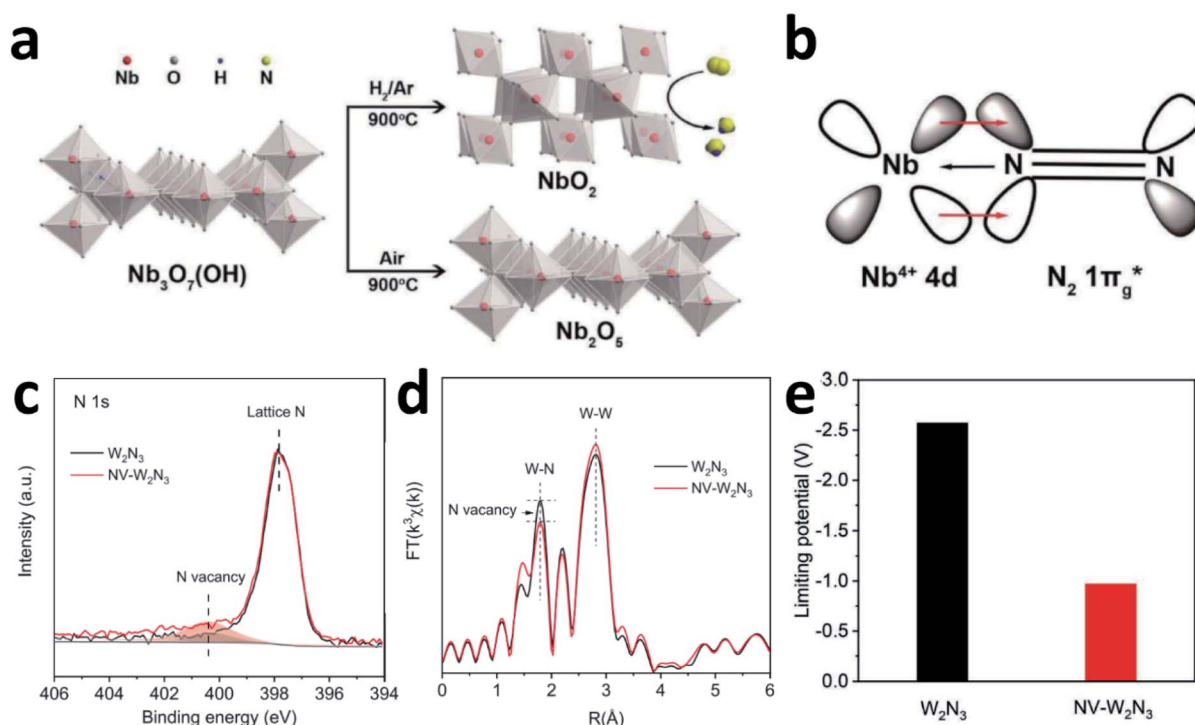 a
Nb O H N
H₂/Ar
900°C
NbO₂
Nb₃O₇(OH)
Air
900°C
Nb₂O₅
b
Nb N N
Nb⁴⁺ 4d N₂ 1πg*
c
N 1s
Lattice N
W₂N₃
NV-W₂N₃
N vacancy
Intensity (a.u.)
406 404 402 400 398 396 394
Binding energy (eV)
d
W-W
W-N
W₂N₃
NV-W₂N₃
N vacancy
FT(k³χ(k))
0 1 2 3 4 5 6
R(Å)
e
-3.0
-2.5
-2.0
-1.5
-1.0
-0.5
0.0
Limiting potential (V)
W₂N₃ NV-W₂N₃